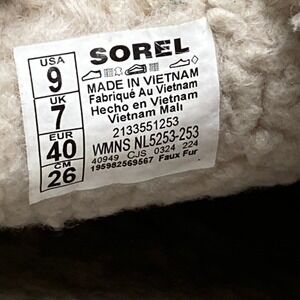 USA
9
UK
7
EUR
40
CM
26
SOREL
MADE IN VIETNAM
Fabriqué Au Vietnam
Hecho en Vietnam
Vietnam Mali
2133551253
WMNS NL5253-253
40949 CJS 0324 224
195982569567 Faux Fur